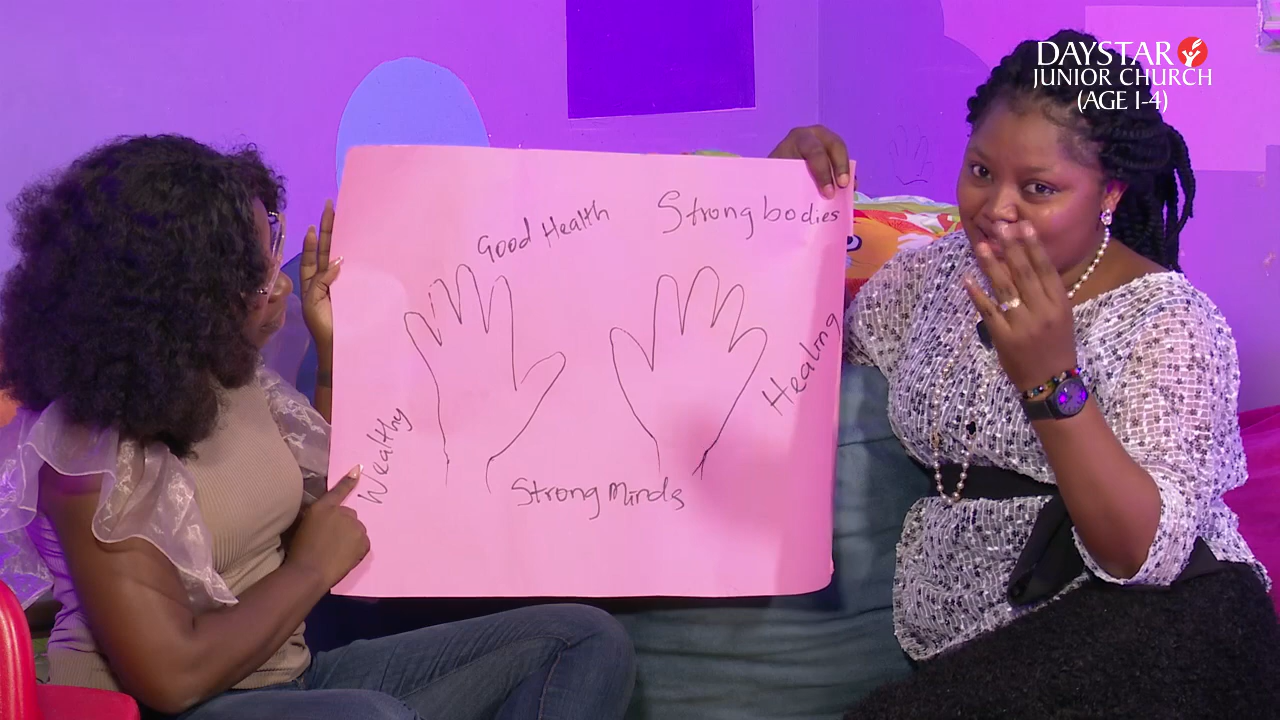 DAYSTAR
JUNIOR CHURCH
(AGE 1-4)
Good Health
Strong bodies
Healing
Wealthy
Strong Minds